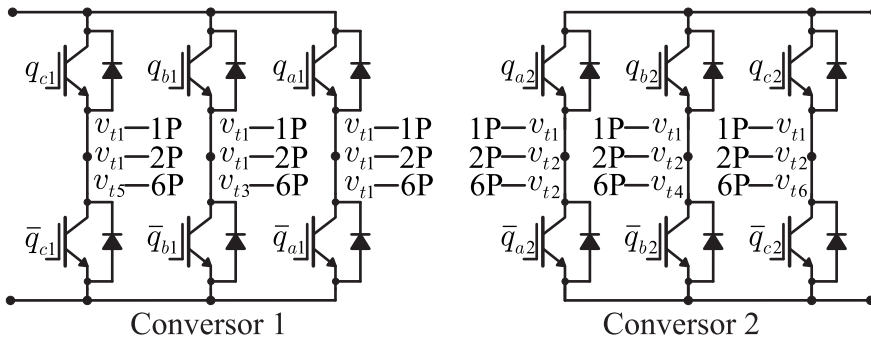 q_{c1} q_{b1} q_{a1} q_{a2} q_{b2} q_{c2}
v_{t1}—1P v_{t1}—1P v_{t1}—1P 1P—v_{t1} 1P—v_{t1} 1P—v_{t1}
v_{t1}—2P v_{t1}—2P v_{t1}—2P 2P—v_{t2} 2P—v_{t2} 2P—v_{t2}
v_{t5}—6P v_{t3}—6P v_{t1}—6P 6P—v_{t2} 6P—v_{t4} 6P—v_{t6}
q̅_{c1} q̅_{b1} q̅_{a1} q̅_{a2} q̅_{b2} q̅_{c2}
Conversor 1 Conversor 2